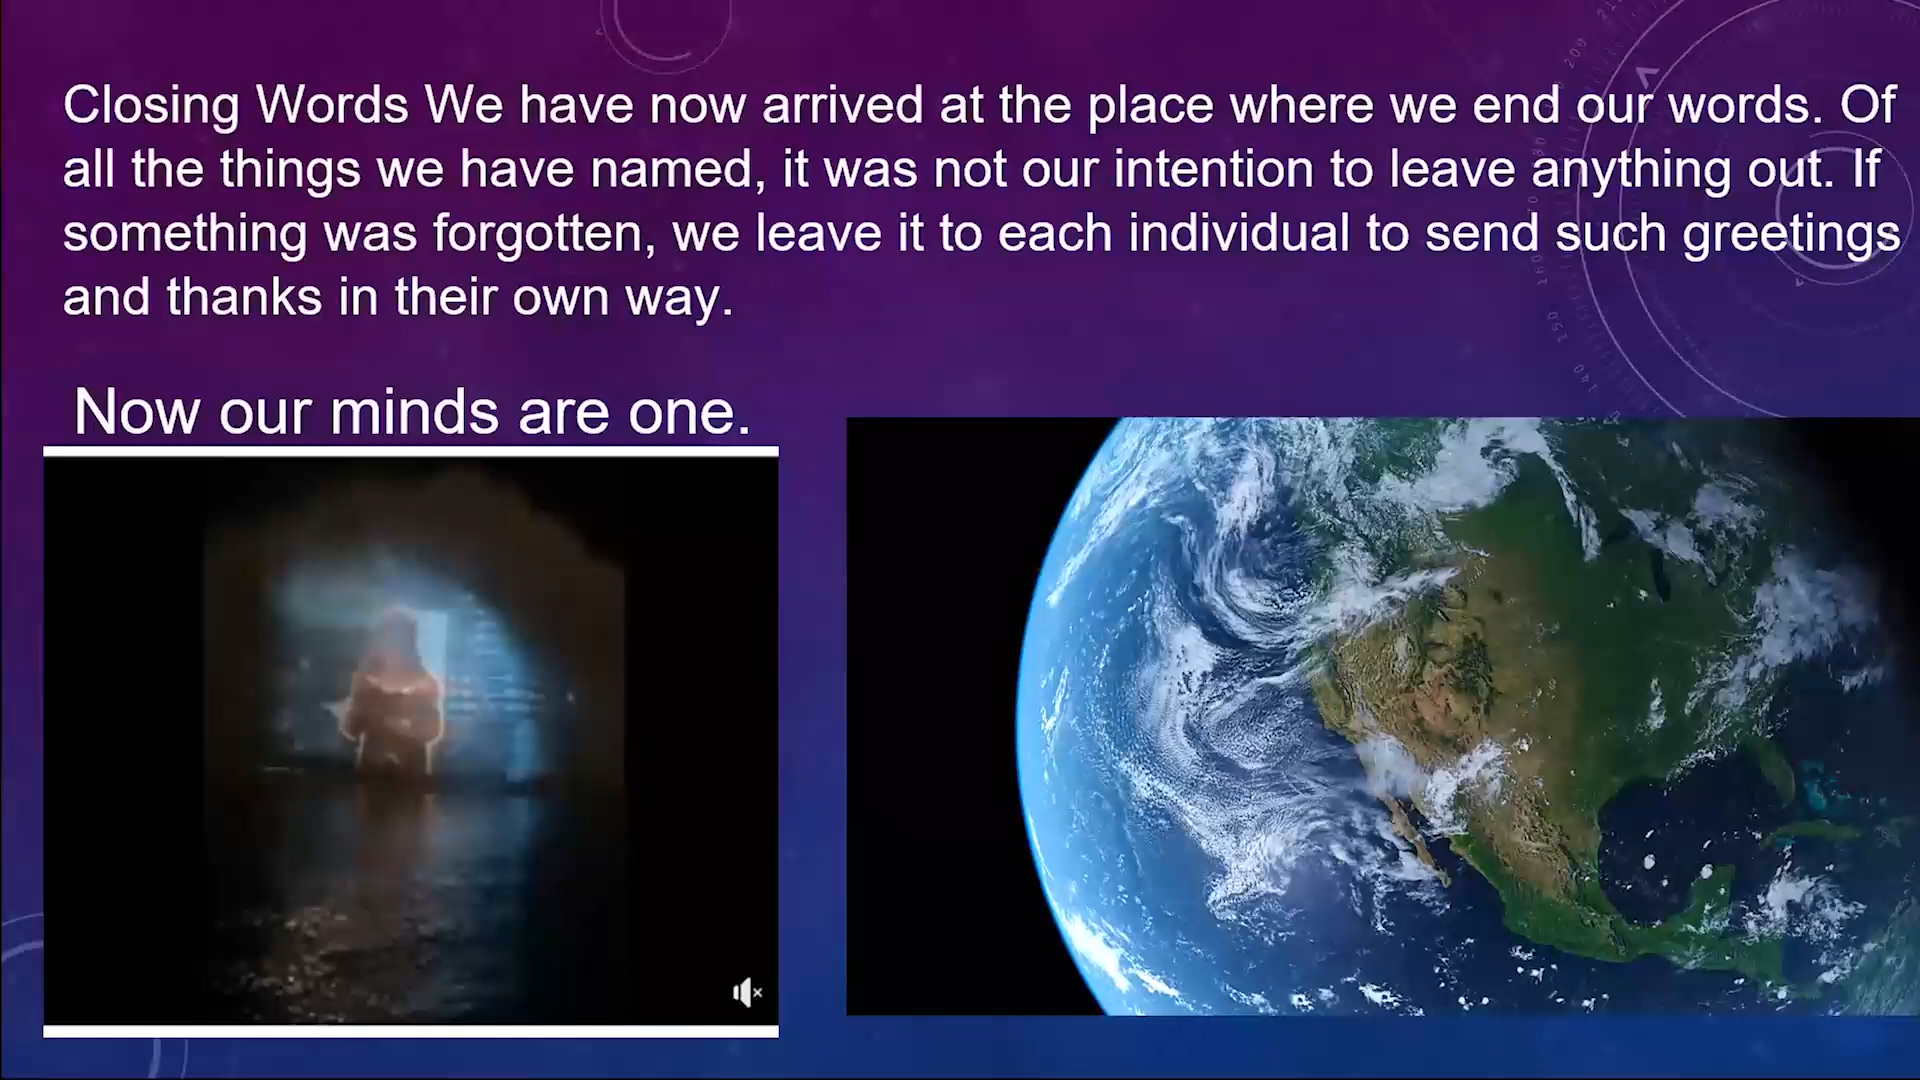 Closing Words We have now arrived at the place where we end our words. Of
all the things we have named, it was not our intention to leave anything out. If
something was forgotten, we leave it to each individual to send such greetings
and thanks in their own way.
Now our minds are one.